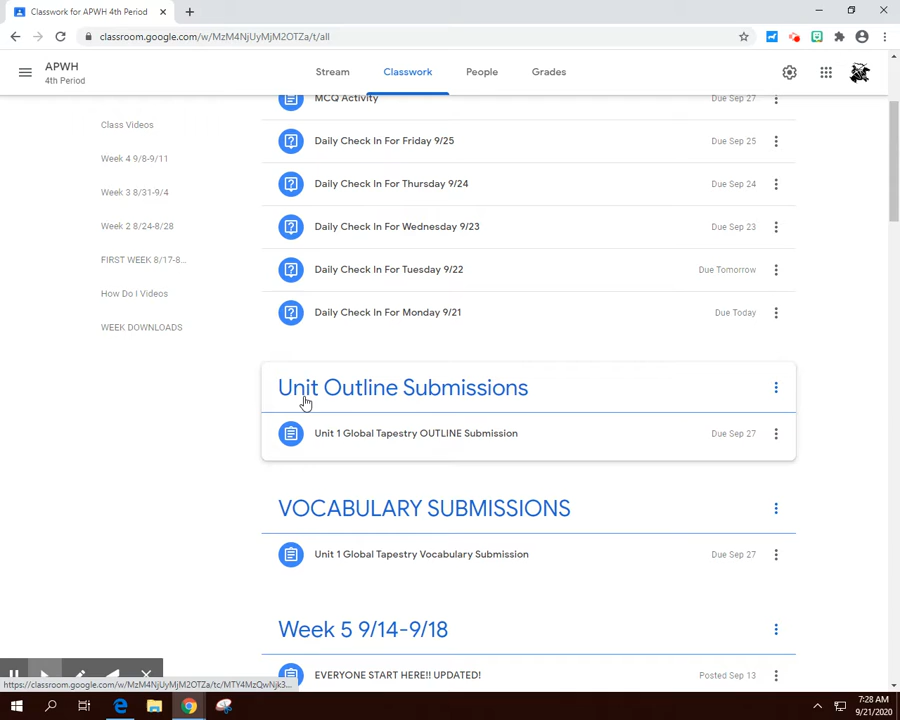 Classwork for APWH 4th Period
classroom.google.com/w/MzM4NjUyMjM2OTZa/t/all
APWH
4th Period
Stream
Classwork
People
Grades
Class Videos
Week 4 9/8-9/11
Week 3 8/31-9/4
Week 2 8/24-8/28
FIRST WEEK 8/17-8...
How Do I Videos
WEEK DOWNLOADS
MCQ Activity
Due Sep 27
Daily Check In For Friday 9/25
Due Sep 25
Daily Check In For Thursday 9/24
Due Sep 24
Daily Check In For Wednesday 9/23
Due Sep 23
Daily Check In For Tuesday 9/22
Due Tomorrow
Daily Check In For Monday 9/21
Due Today
Unit Outline Submissions
Unit 1 Global Tapestry OUTLINE Submission
Due Sep 27
VOCABULARY SUBMISSIONS
Unit 1 Global Tapestry Vocabulary Submission
Due Sep 27
Week 5 9/14-9/18
EVERYONE START HERE!! UPDATED!
Posted Sep 13
https://classroom.google.com/w/MzM4NjUyMjM2OTZa/tc/MTY4MzQwNjk3...
7:28 AM
9/21/2020